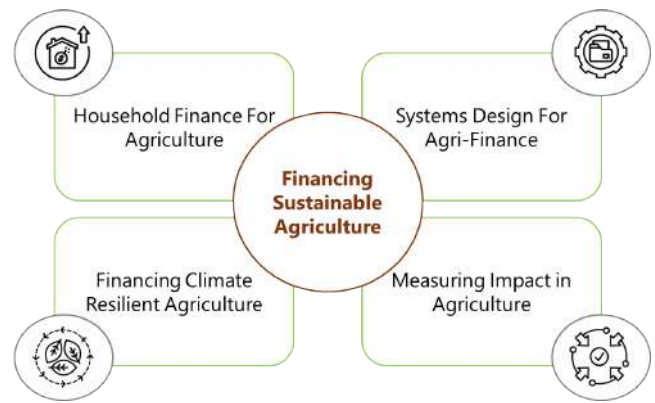 Household Finance For
Agriculture
Systems Design For
Agri-Finance
Financing
Sustainable
Agriculture
Financing Climate
Resilient Agriculture
Measuring Impact in
Agriculture